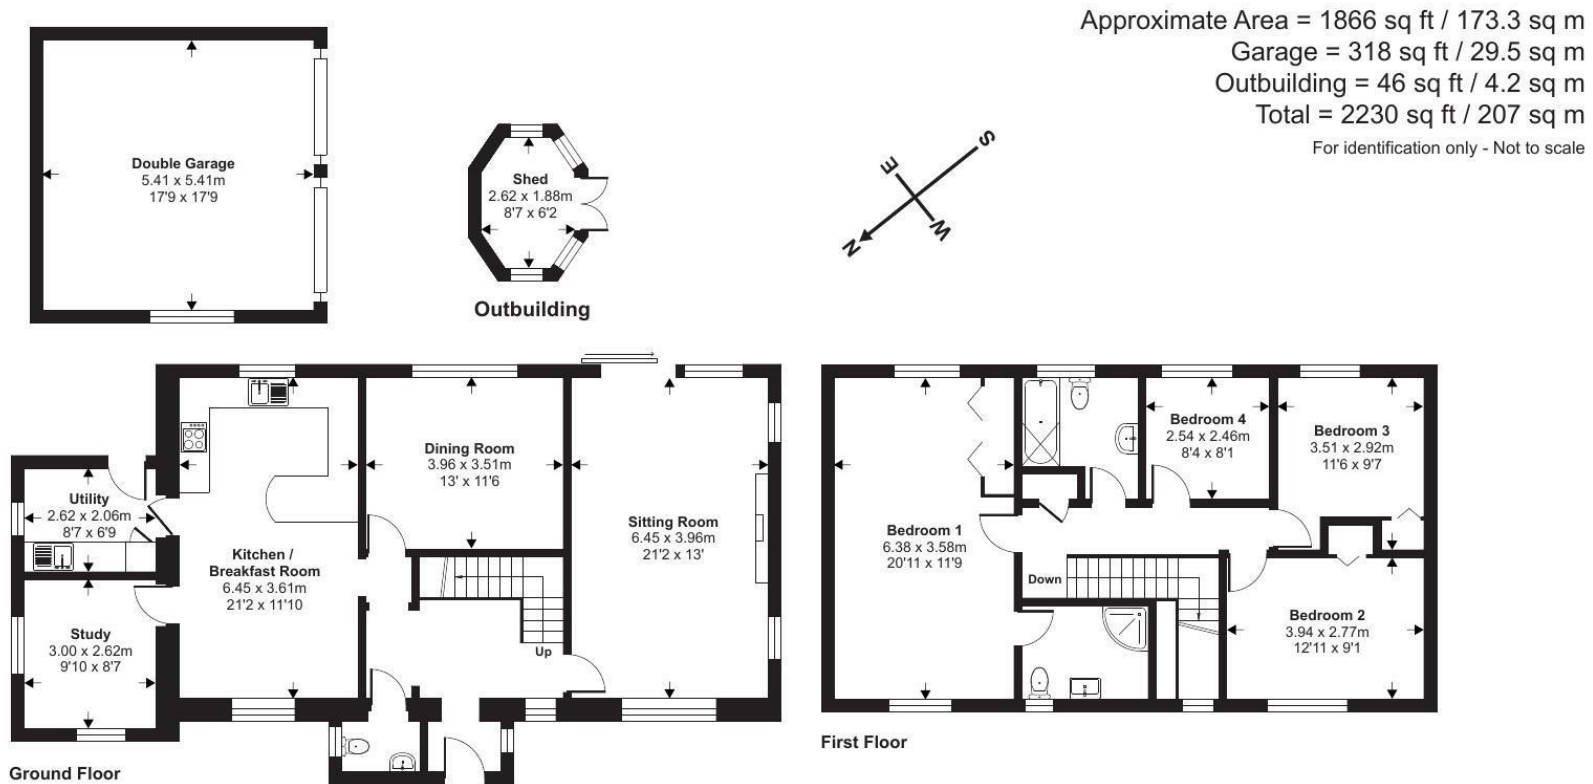 Approximate Area = 1866 sq ft / 173.3 sq m
Garage = 318 sq ft / 29.5 sq m
Outbuilding = 46 sq ft / 4.2 sq m
Total = 2230 sq ft / 207 sq m
For identification only - Not to scale
Double Garage
5.41 x 5.41m
17'9 x 17'9
Shed
2.62 x 1.88m
8'7 x 6'2
Outbuilding
S
E
W
N
Utility
2.62 x 2.06m
8'7 x 6'9
Kitchen /
Breakfast Room
6.45 x 3.61m
21'2 x 11'10
Study
3.00 x 2.62m
9'10 x 8'7
Dining Room
3.96 x 3.51m
13' x 11'6
Sitting Room
6.45 x 3.96m
21'2 x 13'
Up
Ground Floor
Bedroom 1
6.38 x 3.58m
20'11 x 11'9
Bedroom 4
2.54 x 2.46m
8'4 x 8'1
Bedroom 3
3.51 x 2.92m
11'6 x 9'7
Down
Bedroom 2
3.94 x 2.77m
12'11 x 9'1
First Floor